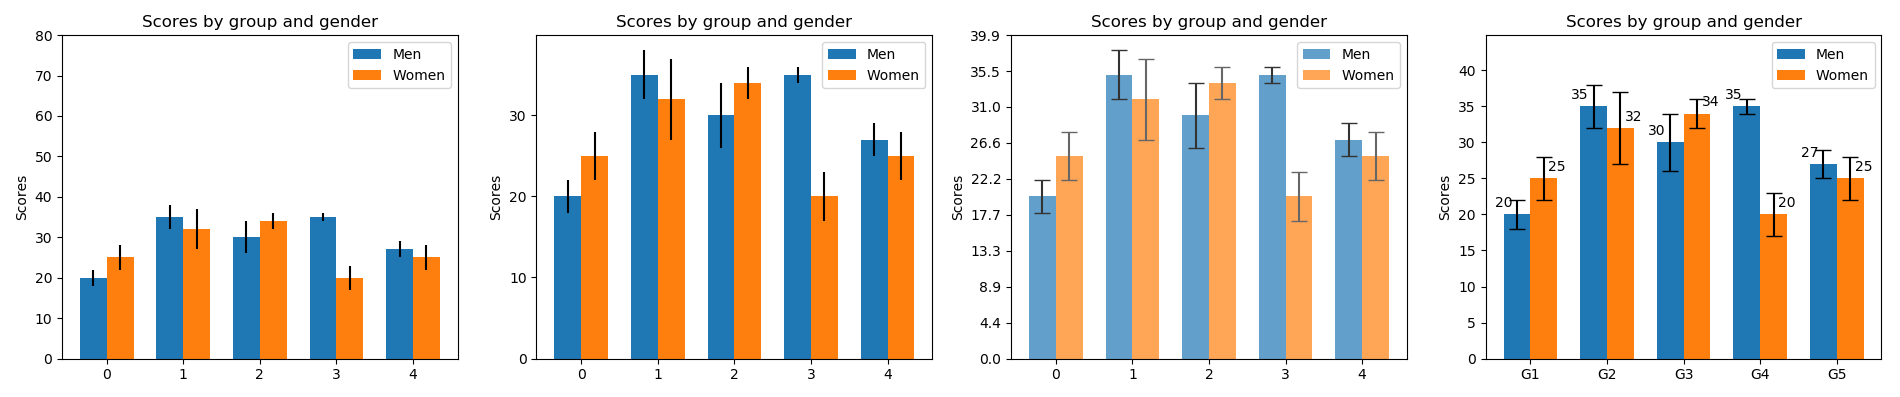 Scores by group and gender
80
70
60
50
40
30
20
10
0
Scores
Men
Women
0 1 2 3 4
Scores by group and gender
30
20
10
0
Scores
Men
Women
0 1 2 3 4
Scores by group and gender
39.9
35.5
31.0
26.6
22.2
17.7
13.3
8.9
4.4
0.0
Scores
Men
Women
0 1 2 3 4
Scores by group and gender
40
35
30
25
20
15
10
5
0
Scores
Men
Women
20 25 35 32 30 34 35 20 27 25
G1 G2 G3 G4 G5